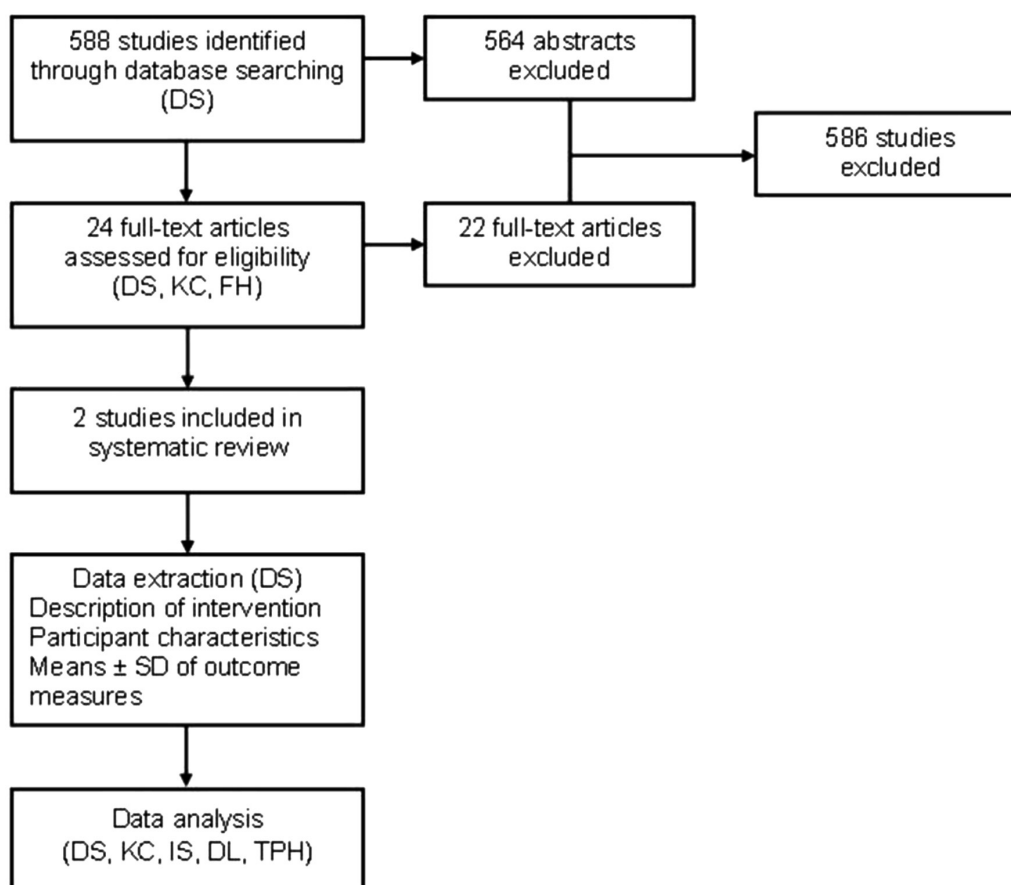 588 studies identified
through database searching
(DS)
564 abstracts
excluded
586 studies
excluded
24 full-text articles
assessed for eligibility
(DS, KC, FH)
22 full-text articles
excluded
2 studies included in
systematic review
Data extraction (DS)
Description of intervention
Participant characteristics
Means ± SD of outcome
measures
Data analysis
(DS, KC, IS, DL, TPH)